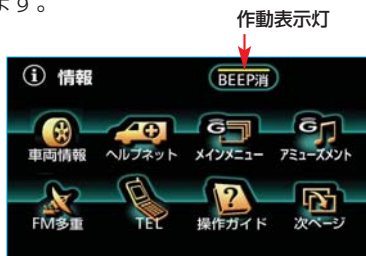 ます。
作動表示灯
i 情報 BEEP消
車両情報 ヘルプネット G メインメニュー G アミューズメント
FM多重 TEL ? 操作ガイド 次ページ